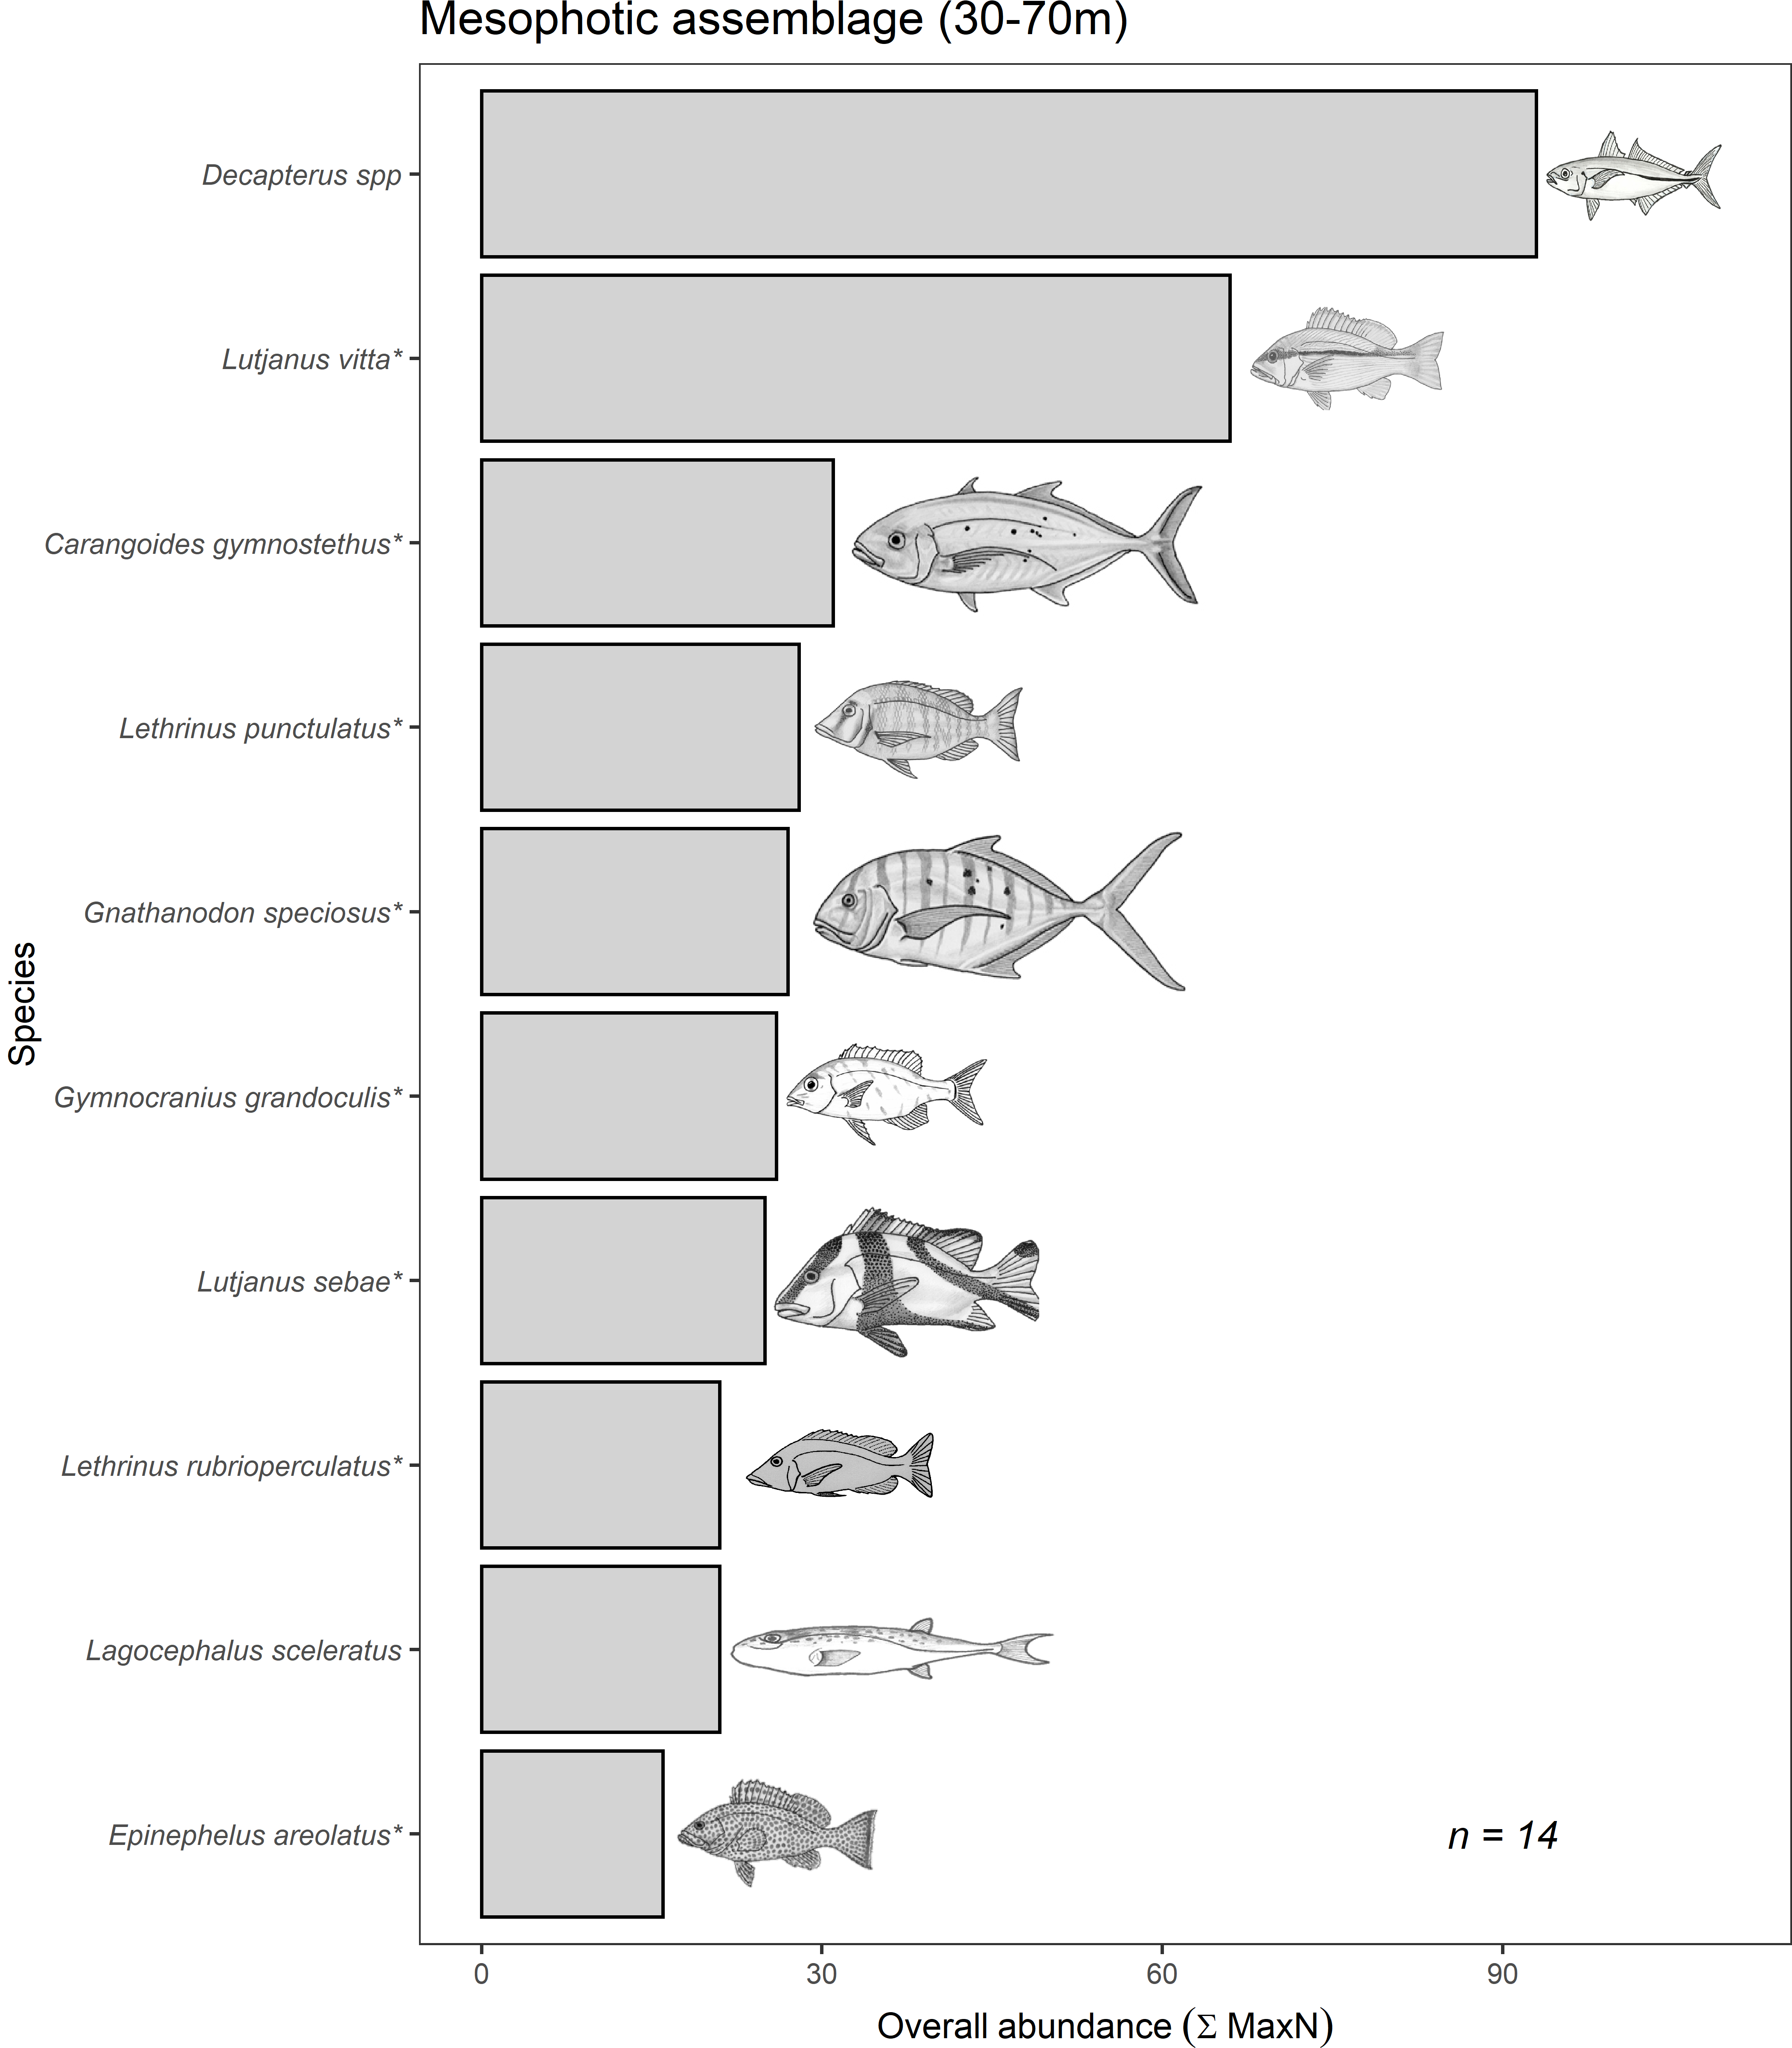 Mesophotic assemblage (30-70m)
Species
Decapterus spp
Lutjanus vitta*
Carangoides gymnostethus*
Lethrinus punctulatus*
Gnathanodon speciosus*
Gymnocranius grandoculis*
Lutjanus sebae*
Lethrinus rubrioperculatus*
Lagocephalus sceleratus
Epinephelus areolatus*
n = 14
0 30 60 90
Overall abundance (Σ MaxN)